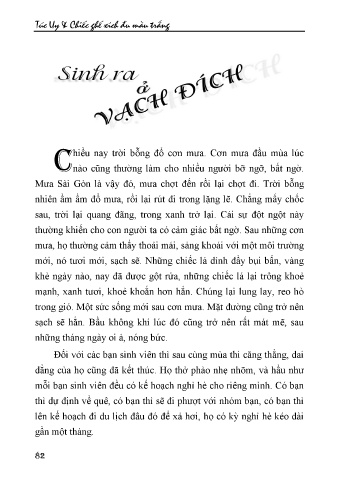 Túc Uy & Chiếc ghế xích đu màu trắng
Sinh ra
ở
VẠCH ĐÍCH
Chiều nay trời bỗng đổ cơn mưa. Cơn mưa đầu mùa lúc
nào cũng thường làm cho nhiều người bỡ ngỡ, bất ngờ.
Mưa Sài Gòn là vậy đó, mưa chợt đến rồi lại chợt đi. Trời bỗng
nhiên ầm ầm đổ mưa, rồi lại rút đi trong lặng lẽ. Chẳng mấy chốc
sau, trời lại quang đãng, trong xanh trở lại. Cái sự đột ngột này
thường khiến cho con người ta có cảm giác bất ngờ. Sau những cơn
mưa, họ thường cảm thấy thoải mái, sảng khoái với một môi trường
mới, nó tươi mới, sạch sẽ. Những chiếc lá dính đầy bụi bẩn, vàng
khè ngày nào, nay đã được gột rửa, những chiếc lá lại trông khoẻ
mạnh, xanh tươi, khoẻ khoắn hơn hẳn. Chúng lại lung lay, reo hò
trong gió. Một sức sống mới sau cơn mưa. Mặt đường cũng trở nên
sạch sẽ hẳn. Bầu không khí lúc đó cũng trở nên rất mát mẻ, sau
những tháng ngày oi ả, nóng bức.
Đối với các bạn sinh viên thì sau cùng mùa thi căng thẳng, dai
dẳng của họ cũng đã kết thúc. Họ thở phào nhẹ nhõm, và hầu như
mỗi bạn sinh viên đều có kế hoạch nghỉ hè cho riêng mình. Có bạn
thì dự định về quê, có bạn thì sẽ đi phượt với nhóm bạn, có bạn thì
lên kế hoạch đi du lịch đâu đó để xả hơi, họ có kỳ nghỉ hè kéo dài
gần một tháng.
82